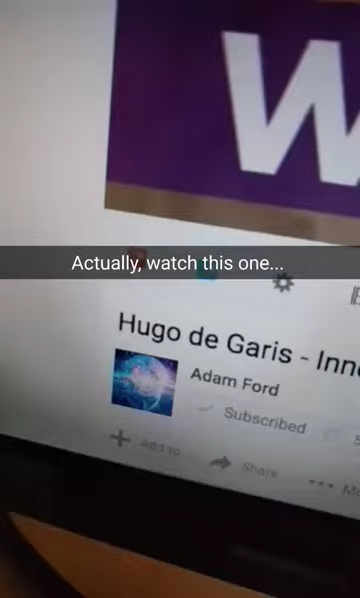 W
Actually, watch this one...
Hugo de Garis - Inn
Adam Ford
Subscribed
Add to
Share